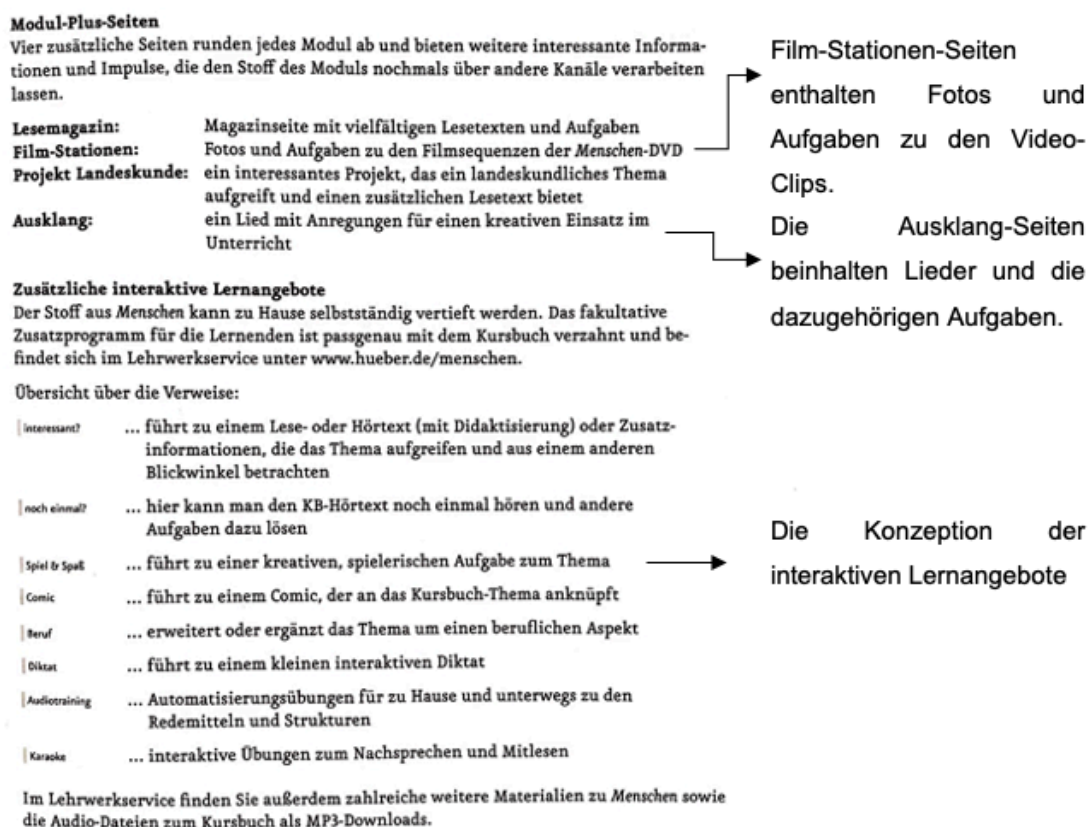 Modul-Plus-Seiten
Vier zusätzliche Seiten runden jedes Modul ab und bieten weitere interessante Informa-
tionen und Impulse, die den Stoff des Moduls nochmals über andere Kanäle verarbeiten
lassen.
Lesemagazin: Magazinseite mit vielfältigen Lesetexten und Aufgaben
Film-Stationen: Fotos und Aufgaben zu den Filmsequenzen der Menschen-DVD
Projekt Landeskunde: ein interessantes Projekt, das ein landeskundliches Thema
aufgreift und einen zusätzlichen Lesetext bietet
Ausklang: ein Lied mit Anregungen für einen kreativen Einsatz im
Unterricht
Zusätzliche interaktive Lernangebote
Der Stoff aus Menschen kann zu Hause selbstständig vertieft werden. Das fakultative
Zusatzprogramm für die Lernenden ist passgenau mit dem Kursbuch verzahnt und be-
findet sich im Lehrwerkservice unter www.hueber.de/menschen.
Übersicht über die Verweise:
interessant? ... führt zu einem Lese- oder Hörtext (mit Didaktisierung) oder Zusatz-
informationen, die das Thema aufgreifen und aus einem anderen
Blickwinkel betrachten
noch einmal? ... hier kann man den KB-Hörtext noch einmal hören und andere
Aufgaben dazu lösen
Spiel & Spaß ... führt zu einer kreativen, spielerischen Aufgabe zum Thema
Comic ... führt zu einem Comic, der an das Kursbuch-Thema anknüpft
Beruf ... erweitert oder ergänzt das Thema um einen beruflichen Aspekt
Diktat ... führt zu einem kleinen interaktiven Diktat
Audiotraining ... Automatisierungsübungen für zu Hause und unterwegs zu den
Redemitteln und Strukturen
Karaoke ... interaktive Übungen zum Nachsprechen und Mitlesen
Im Lehrwerkservice finden Sie außerdem zahlreiche weitere Materialien zu Menschen sowie
die Audio-Dateien zum Kursbuch als MP3-Downloads.
Film-Stationen-Seiten
enthalten Fotos und
Aufgaben zu den Video-
Clips.
Die Ausklang-Seiten
beinhalten Lieder und die
dazugehörigen Aufgaben.
Die Konzeption der
interaktiven Lernangebote